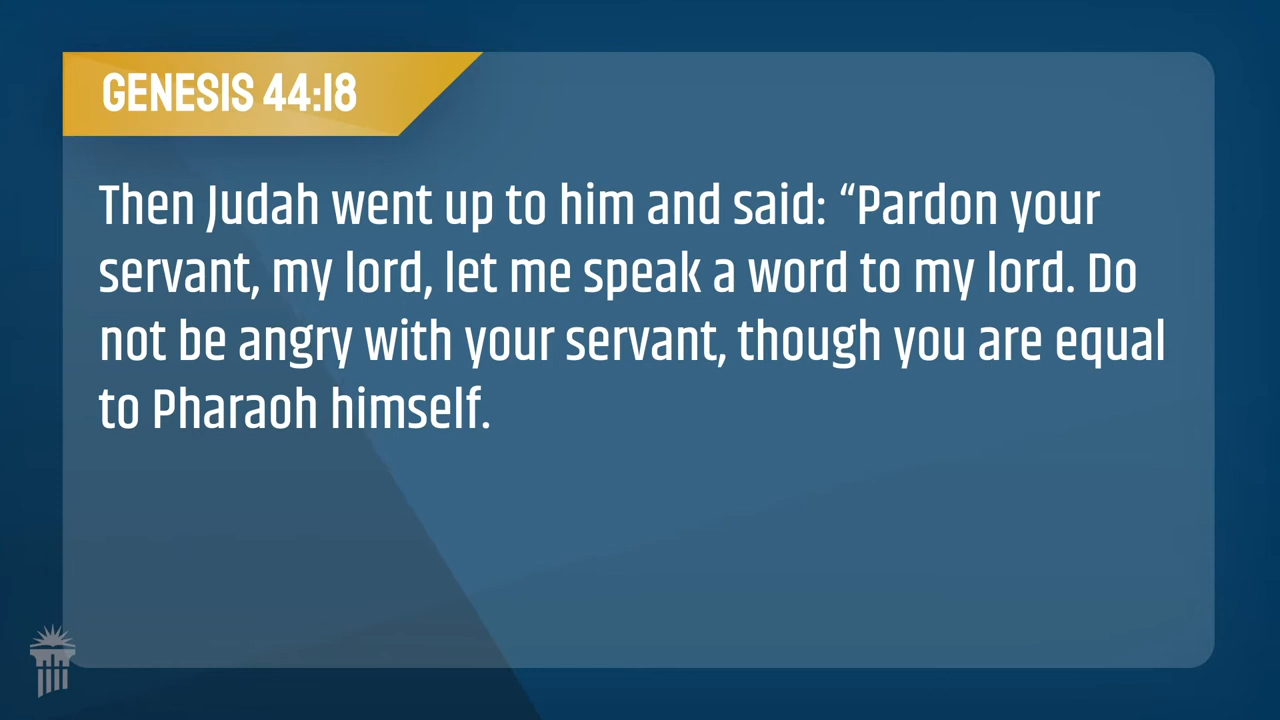 GENESIS 44:18
Then Judah went up to him and said: “Pardon your
servant, my lord, let me speak a word to my lord. Do
not be angry with your servant, though you are equal
to Pharaoh himself.